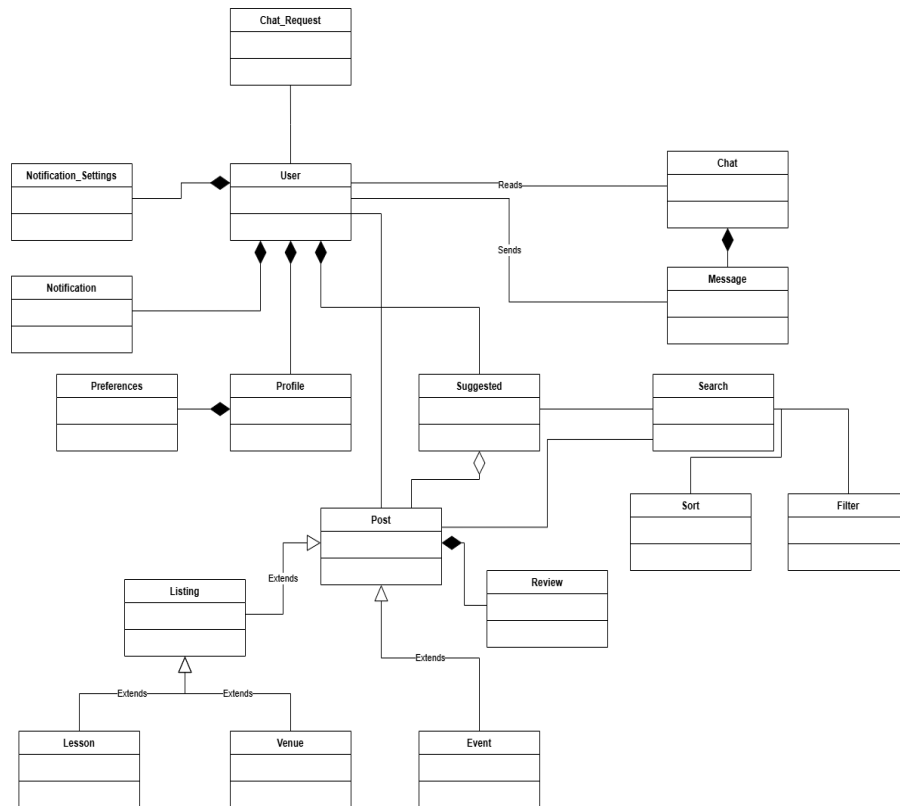 Chat_Request
Notification_Settings
User
Chat
Reads
Sends
Notification
Message
Preferences
Profile
Suggested
Search
Sort
Filter
Post
Extends
Listing
Review
Extends
Extends
Extends
Lesson
Venue
Event